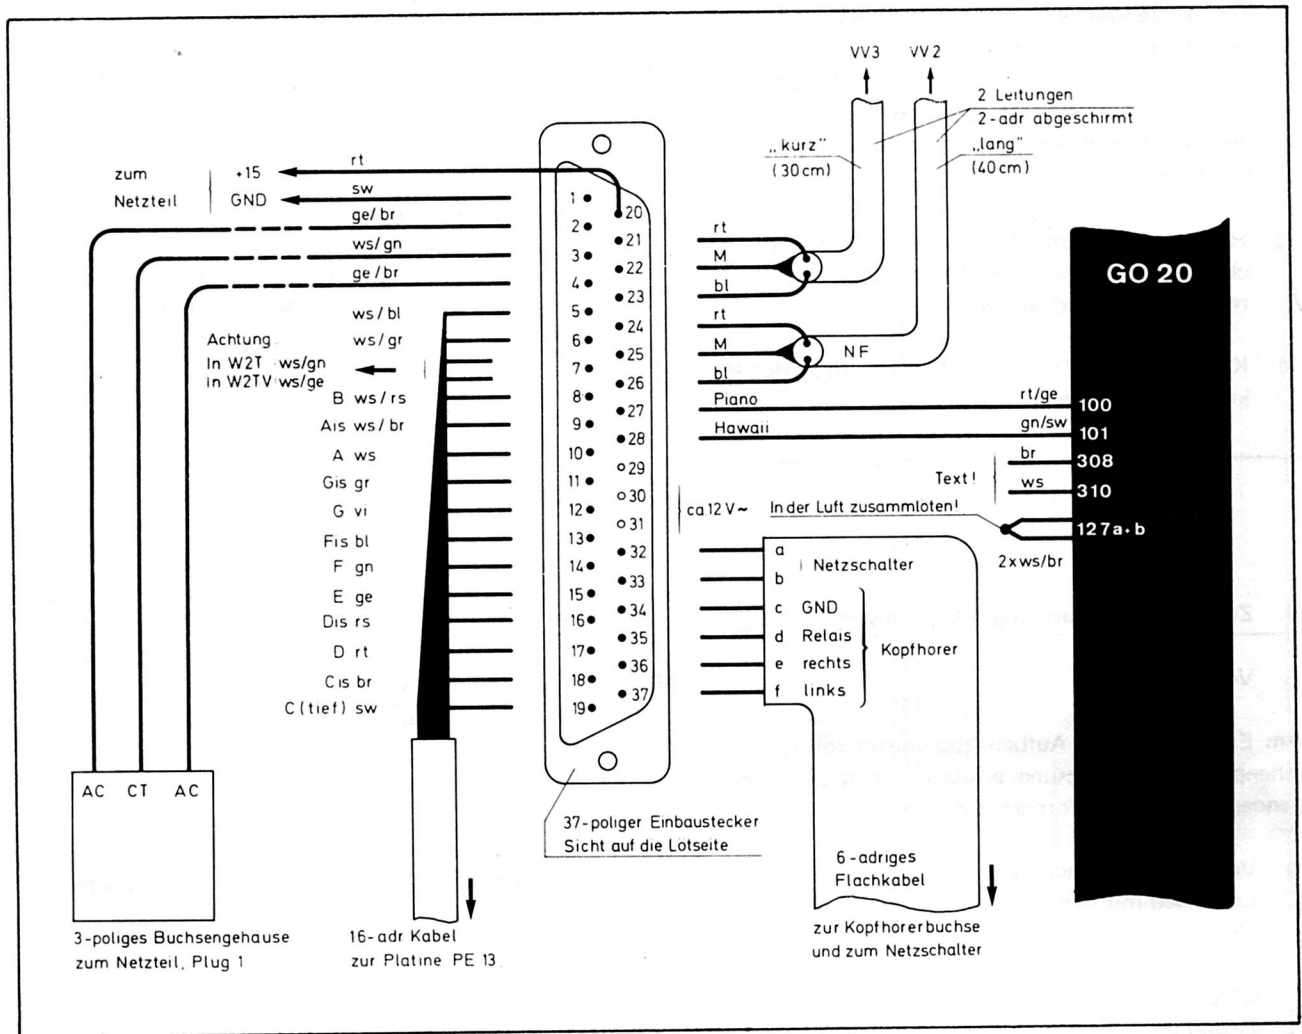 VV3 VV2
2 Leitungen
2-adr abgeschirmt
„kurz"
(30cm)
„lang"
(40cm)
zum
Netzteil
+15
GND
rt
sw
ge/br
ws/gn
ge/br
ws/bl
ws/gr
Achtung
In W2T ws/gn
in W2TV:ws/ge
B ws/rs
Ais ws/br
A ws
Gis gr
G vi
Fis bl
F gn
E ge
Dis rs
D rt
Cis br
C(tief) sw
1
2
3
4
5
6
7
8
9
10
11
12
13
14
15
16
17
18
19
20
21
22
23
24
25
26
27
28
29
30
31
32
33
34
35
36
37
rt
M
bl
rt
M
bl
NF
Piano
Hawaii
rt/ge
gn/sw
br
ws
Text!
GO 20
100
101
308
310
127a+b
ca 12 V~
In der Luft zusammloten!
2xws/br
a
b
Netzschalter
c GND
d Relais
e rechts
f links
Kopfhorer
AC CT AC
3-poliges Buchsengehause
zum Netzteil, Plug 1
16-adr Kabel
zur Platine PE 13
37-poliger Einbaustecker
Sicht auf die Lötseite
6-adriges
Flachkabel
zur Kopfhörerbuchse
und zum Netzschalter